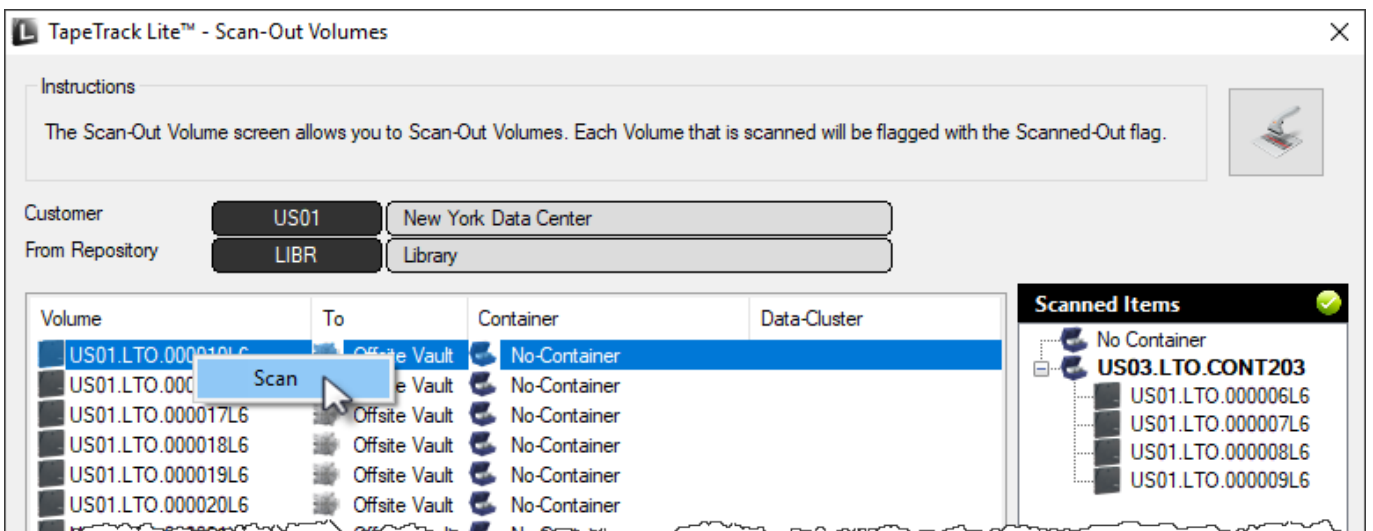 TapeTrack Lite™ - Scan-Out Volumes
Instructions
The Scan-Out Volume screen allows you to Scan-Out Volumes. Each Volume that is scanned will be flagged with the Scanned-Out flag.
Customer US01 New York Data Center
From Repository LIBR Library
Volume To Container Data-Cluster
Offsite Vault No-Container
Scan
No-Container
US01.LTO.000017L6 Offsite Vault No-Container
US01.LTO.000018L6 Offsite Vault No-Container
US01.LTO.000019L6 Offsite Vault No-Container
US01.LTO.000020L6 Offsite Vault No-Container
Scanned Items
No Container
US03.LTO.CONT203
US01.LTO.000006L6
US01.LTO.000007L6
US01.LTO.000008L6
US01.LTO.000009L6